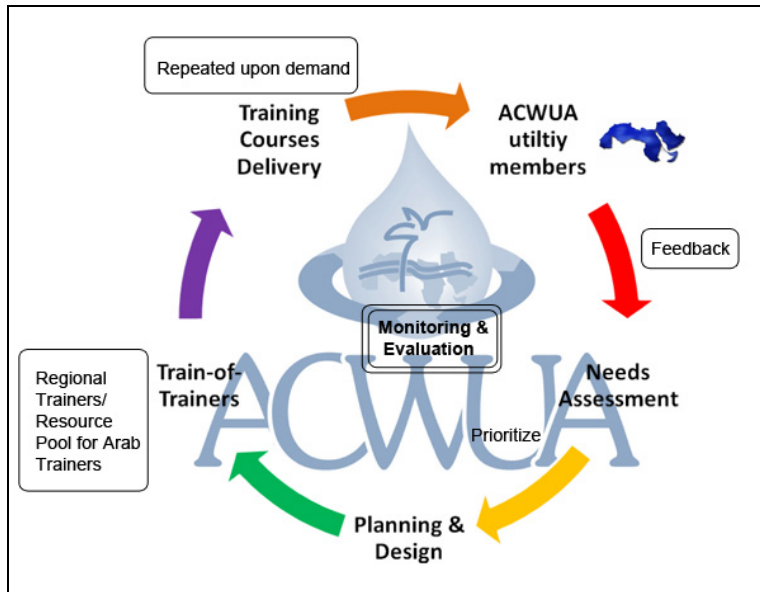 Repeated upon demand
Training
Courses
Delivery
ACWUA
utiltiy
members
Feedback
Monitoring &
Evaluation
Regional
Trainers/
Resource
Pool for Arab
Trainers
Train-of-
Trainers
Needs
Assessment
ACWUA
Prioritize
Planning &
Design